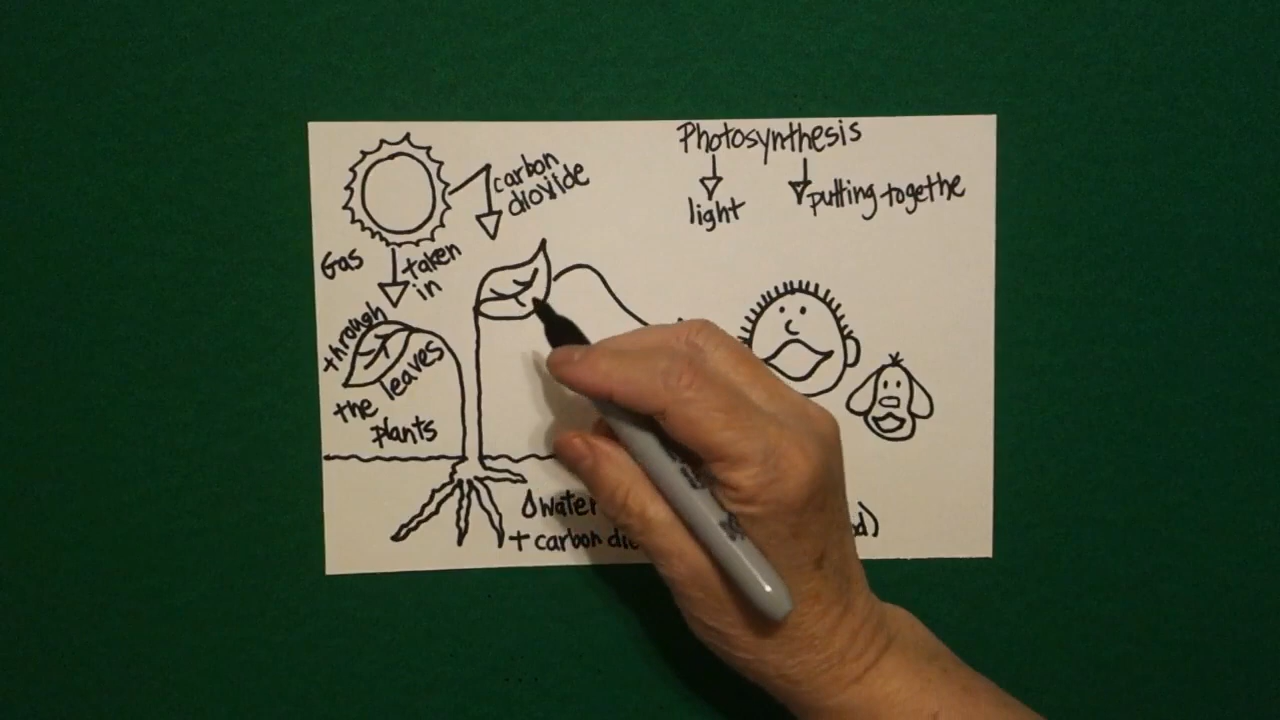 Photosynthesis
light
putting togethe
carbon
dioxide
Gas
taken
in
through
the leaves
plants
water
+ carbon